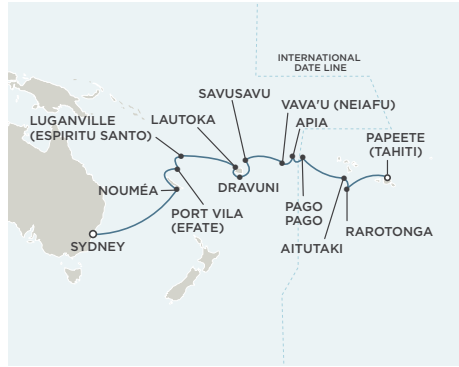 INTERNATIONAL
DATE LINE
SAVUSAVU
VAVA'U (NEIAFU)
LUGANVILLE
(ESPIRITU SANTO)
LAUTOKA
APIA
PAPEETE
(TAHITI)
NOUMÉA
DRAVUNI
PORT VILA
(EFATE)
PAGO
PAGO
SYDNEY
AITUTAKI
RAROTONGA